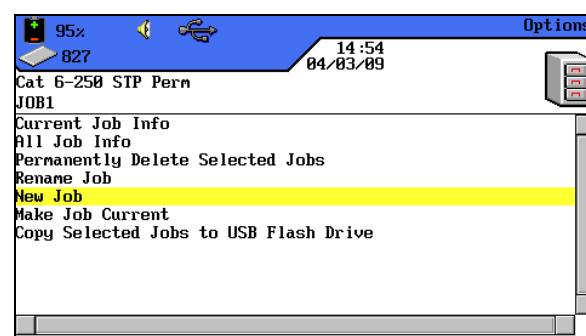 95% Options
827 14:54
04/03/09
Cat 6-250 STP Perm
JOB1
Current Job Info
All Job Info
Permanently Delete Selected Jobs
Rename Job
New Job
Make Job Current
Copy Selected Jobs to USB Flash Drive